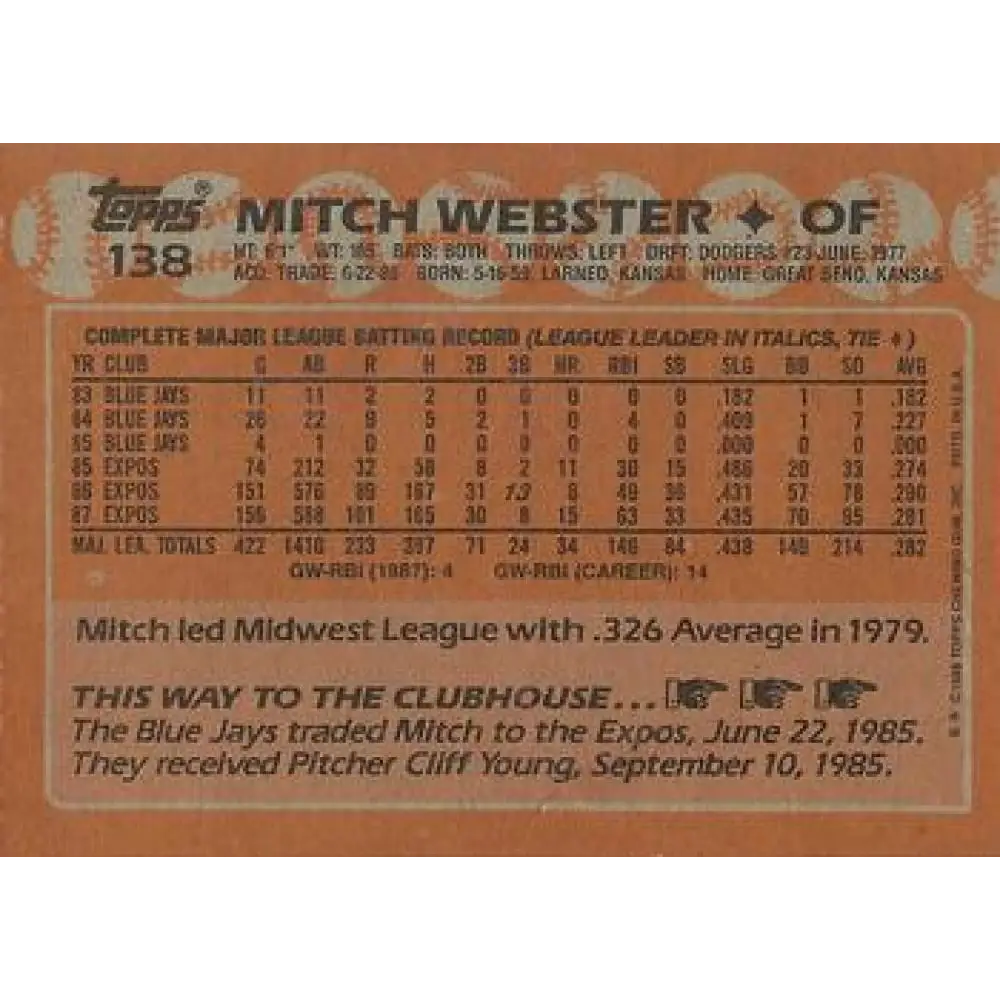 Topps®
138
MITCH WEBSTER ✦ OF
HT: 6'1" WT: 185 BATS: BOTH THROWS: LEFT DRFT: DODGERS #23-JUNE, 1977
ACQ: TRADE: 6-22-85 BORN: 5-16-59, LARNED, KANSAS HOME: GREAT BEND, KANSAS
COMPLETE MAJOR LEAGUE BATTING RECORD (LEAGUE LEADER IN ITALICS, TIE ♦)
YR CLUB G AB R H 2B 3B HR RBI SB SLG BB SO AVG
83 BLUE JAYS 11 11 2 2 0 0 0 0 0 .182 1 1 .182
84 BLUE JAYS 26 22 9 5 2 1 0 4 0 .409 1 7 .227
85 BLUE JAYS 4 1 0 0 0 0 0 0 0 .000 0 0 .000
85 EXPOS 74 212 32 58 8 2 11 30 15 .486 20 33 .274
86 EXPOS 151 576 89 167 31 13 8 49 36 .431 57 78 .290
87 EXPOS 156 588 101 165 30 8 15 63 33 .435 70 95 .281
MAJ. LEA. TOTALS 422 1410 233 397 71 24 34 146 84 .438 149 214 .282
GW-RBI (1987): 4 GW-RBI (CAREER): 14
Mitch led Midwest League with .326 Average in 1979.
THIS WAY TO THE CLUBHOUSE...
The Blue Jays traded Mitch to the Expos, June 22, 1985.
They received Pitcher Cliff Young, September 10, 1985.
© 1988 TOPPS CHEWING GUM, INC. PRTD. IN U.S.A.